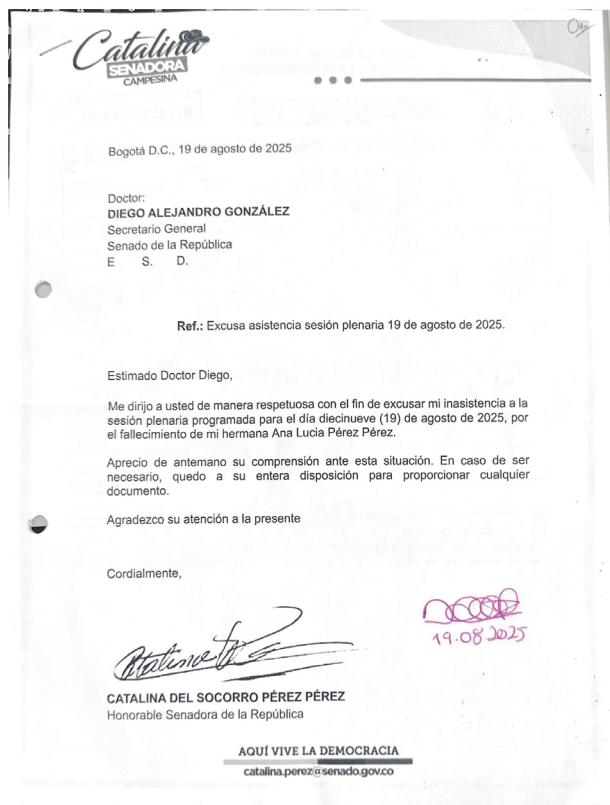 Catalina
SENADORA
CAMPESINA
Bogotá D.C., 19 de agosto de 2025
Doctor:
DIEGO ALEJANDRO GONZÁLEZ
Secretario General
Senado de la República
E S. D.
Ref.: Excusa asistencia sesión plenaria 19 de agosto de 2025.
Estimado Doctor Diego,
Me dirijo a usted de manera respetuosa con el fin de excusar mi inasistencia a la
sesión plenaria programada para el día diecinueve (19) de agosto de 2025, por
el fallecimiento de mi hermana Ana Lucia Pérez Pérez.
Aprecio de antemano su comprensión ante esta situación. En caso de ser
necesario, quedo a su entera disposición para proporcionar cualquier
documento.
Agradezco su atención a la presente
Cordialmente,
19.08 2025
CATALINA DEL SOCORRO PÉREZ PÉREZ
Honorable Senadora de la República
AQUÍ VIVE LA DEMOCRACIA
catalina.perez@senado.gov.co